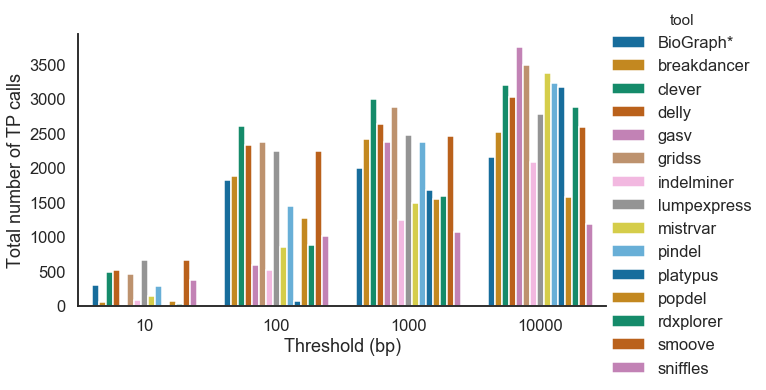 tool
BioGraph*
breakdancer
clever
delly
gasv
gridss
indelminer
lumpexpress
mistrvar
pindel
platypus
popdel
rdxplorer
smoove
sniffles
Total number of TP calls
3500
3000
2500
2000
1500
1000
500
0
10
100
1000
10000
Threshold (bp)